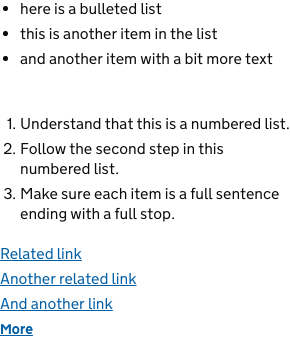 • here is a bulleted list
• this is another item in the list
• and another item with a bit more text
1. Understand that this is a numbered list.
2. Follow the second step in this
numbered list.
3. Make sure each item is a full sentence
ending with a full stop.
Related link
Another related link
And another link
More